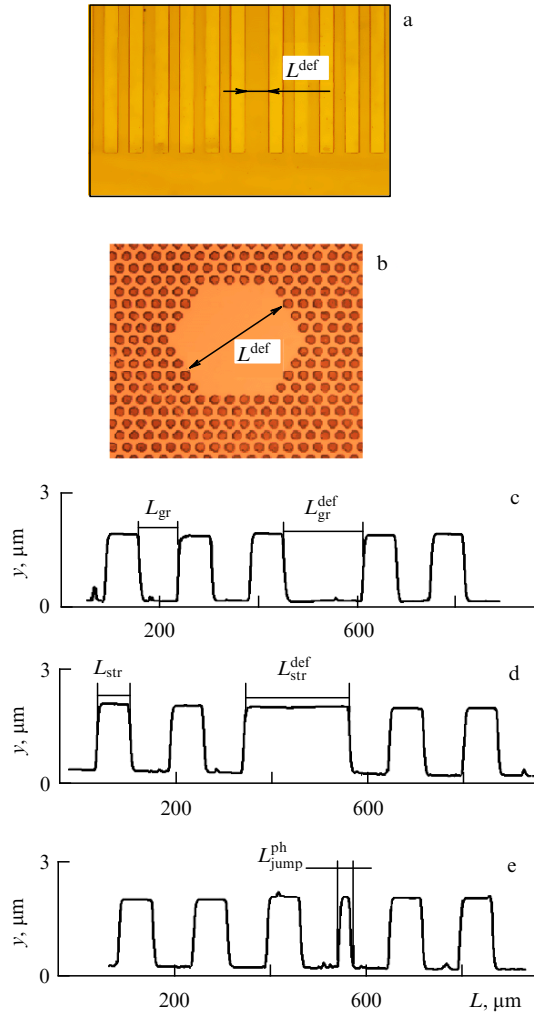 a
L^def
b
L^def
c
3
y, μm
0
L_gr
L_gr^def
200
600
d
3
y, μm
0
L_str
L_str^def
200
600
e
3
y, μm
0
L_jump^ph
200
600
L, μm